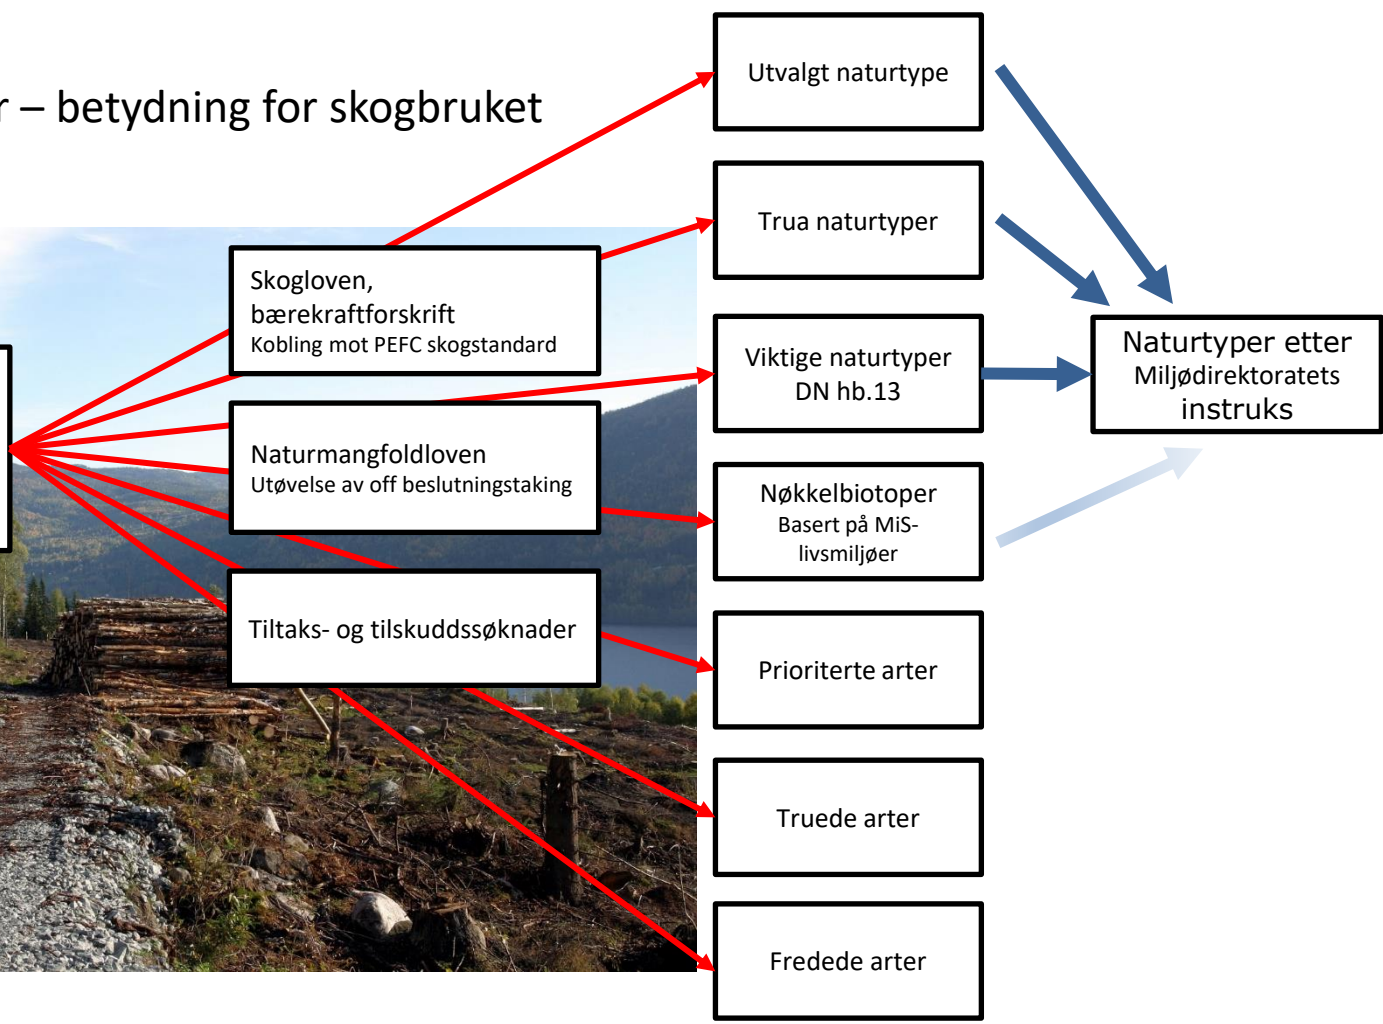 r – betydning for skogbruket
Skogloven,
bærekraftforskrift
Kobling mot PEFC skogstandard
Naturmangfoldloven
Utøvelse av off beslutningstaking
Tiltaks- og tilskuddssøknader
Utvalgt naturtype
Trua naturtyper
Viktige naturtyper
DN hb.13
Nøkkelbiotoper
Basert på MiS-
livsmiljøer
Prioriterte arter
Truede arter
Fredede arter
Naturtyper etter
Miljødirektoratets
instruks